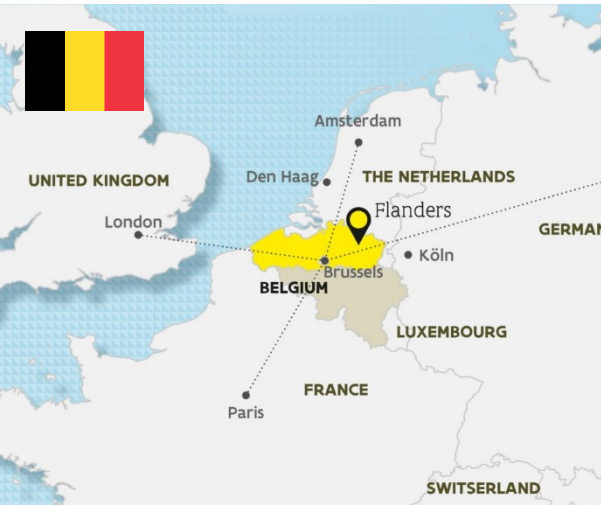 Amsterdam
Den Haag
THE NETHERLANDS
UNITED KINGDOM
Flanders
London
GERMAN
Köln
Brussels
BELGIUM
LUXEMBOURG
FRANCE
Paris
SWITSERLAND